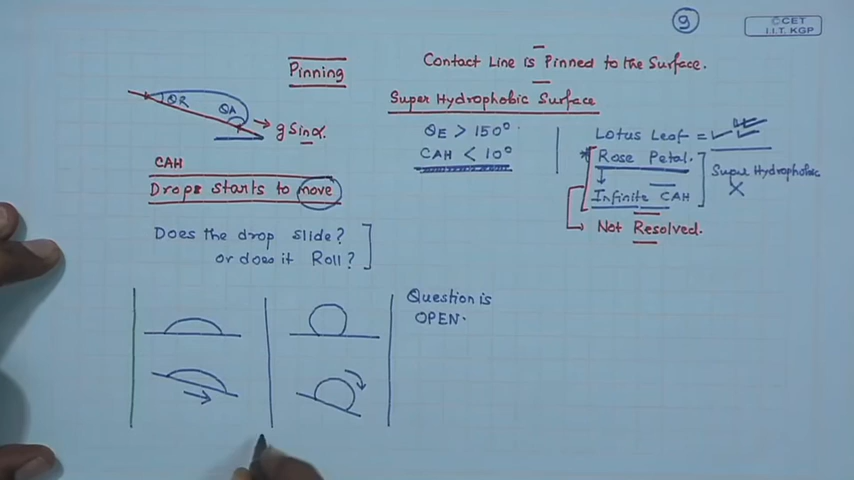 9
©CET
I.I.T. KGP
Pinning
Contact Line is Pinned to the Surface.
Super Hydrophobic Surface
θR
θA
g sinα.
θE > 150°
CAH < 10°
Lotus Leaf =
Rose Petal.
Infinite CAH
Super Hydrophobic
Not Resolved.
CAH
Drops starts to move
Does the drop slide?
or does it Roll?
Question is
OPEN.